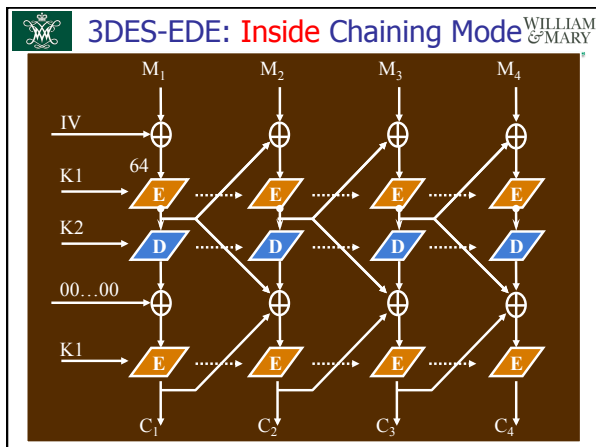 3DES-EDE: Inside Chaining Mode
WILLIAM
&MARY
M1 M2 M3 M4
IV
64
K1 E E E E
K2 D D D D
00...00
K1 E E E E
C1 C2 C3 C4